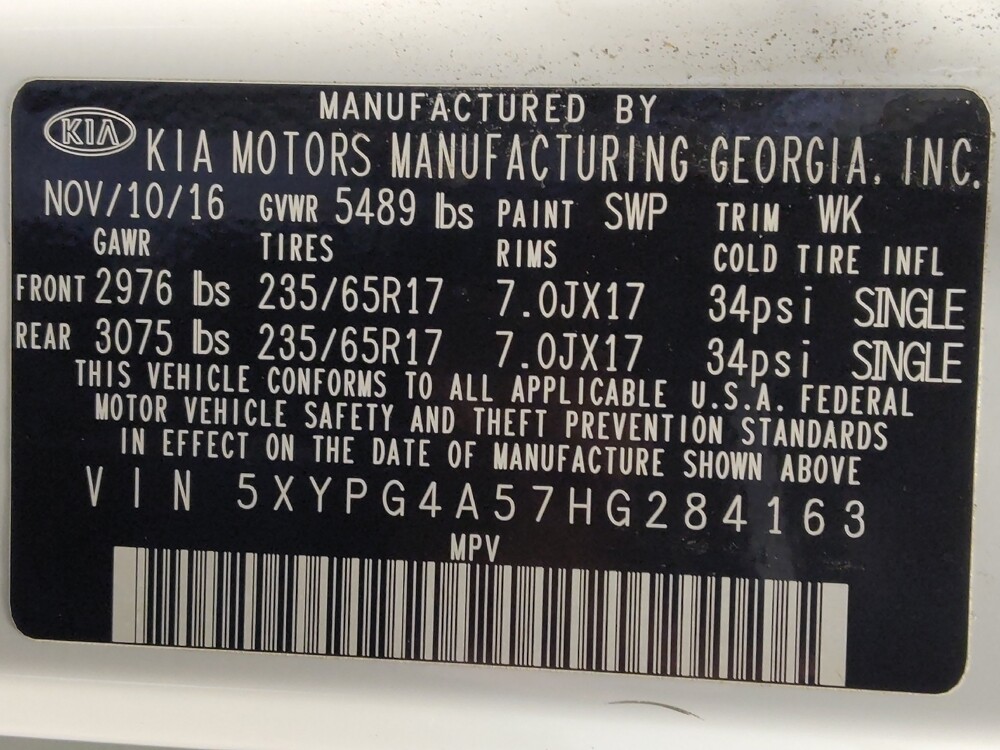 MANUFACTURED BY
KIA KIA MOTORS MANUFACTURING GEORGIA, INC.
NOV/10/16 GVWR 5489 lbs PAINT SWP TRIM WK
GAWR TIRES RIMS COLD TIRE INFL
FRONT 2976 lbs 235/65R17 7.0JX17 34psi SINGLE
REAR 3075 lbs 235/65R17 7.0JX17 34psi SINGLE
THIS VEHICLE CONFORMS TO ALL APPLICABLE U.S.A. FEDERAL
MOTOR VEHICLE SAFETY AND THEFT PREVENTION STANDARDS
IN EFFECT ON THE DATE OF MANUFACTURE SHOWN ABOVE
VIN 5XYPG4A57HG284163
MPV